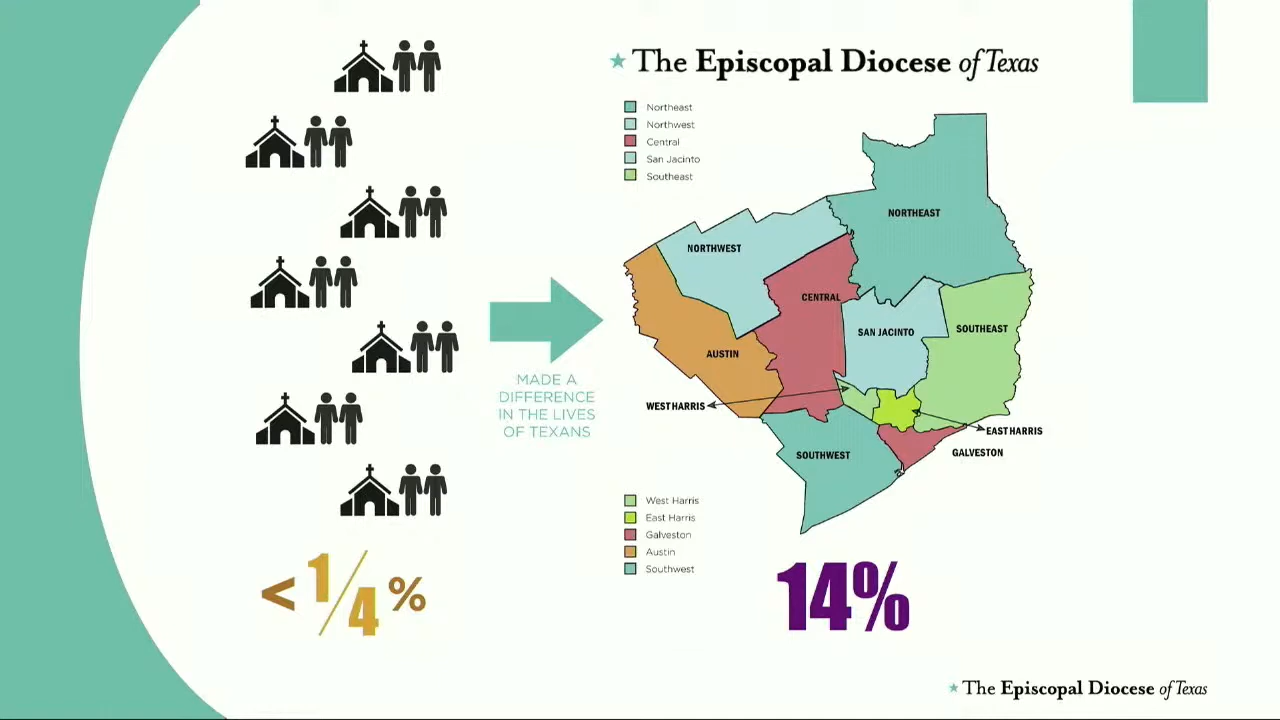 The Episcopal Diocese of Texas
Northeast
Northwest
Central
San Jacinto
Southeast
NORTHEAST
NORTHWEST
CENTRAL
SAN JACINTO
SOUTHEAST
AUSTIN
MADE A
DIFFERENCE
IN THE LIVES
OF TEXANS
WEST HARRIS
EAST HARRIS
GALVESTON
SOUTHWEST
West Harris
East Harris
Galveston
Austin
Southwest
< 1/4 %
14%
The Episcopal Diocese of Texas